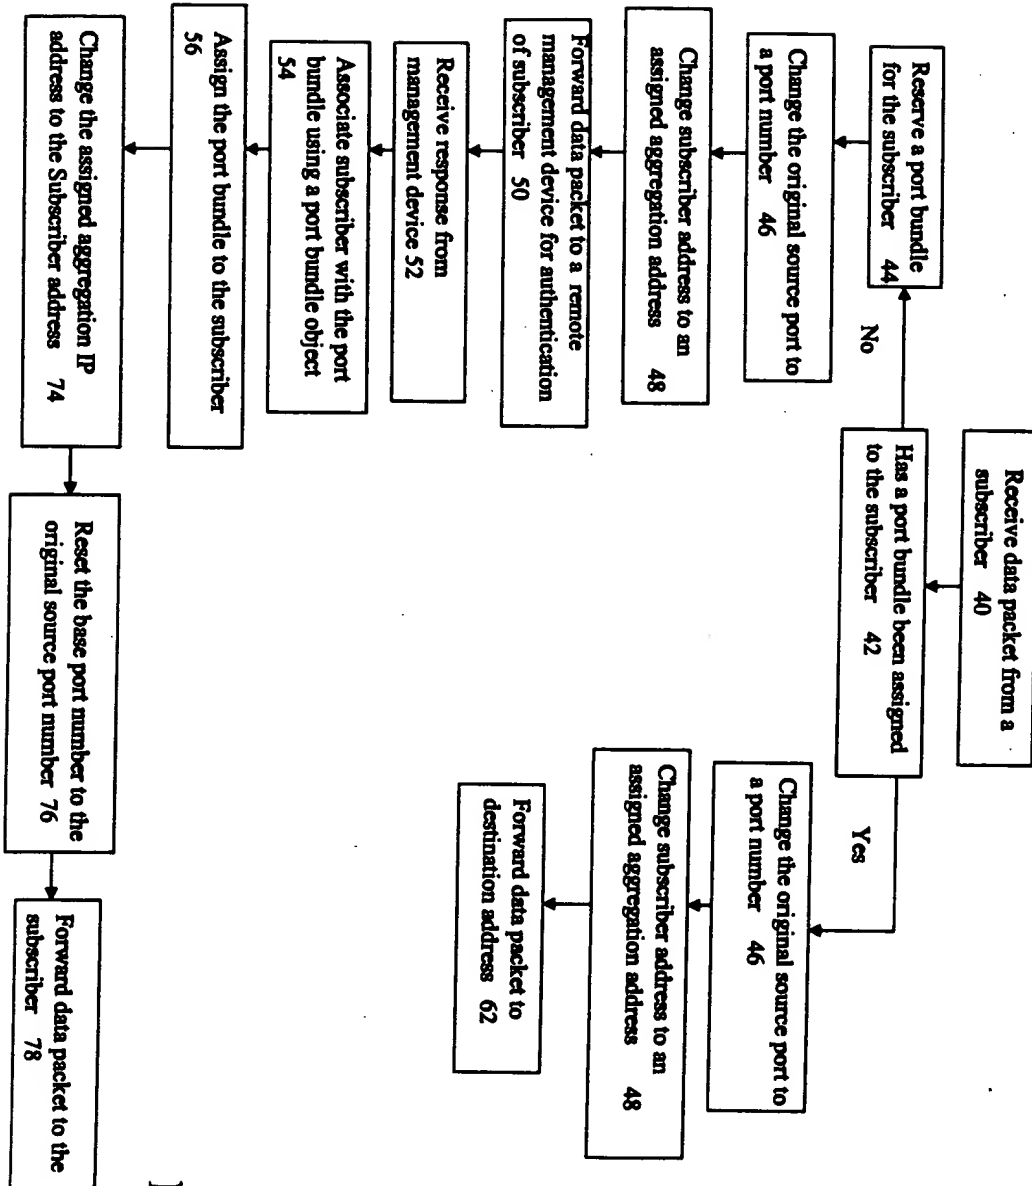 Receive data packet from a
subscriber 40
Has a port bundle been assigned
to the subscriber 42
No
Yes
Reserve a port bundle
for the subscriber 44
Change the original source port to
a port number 46
Change subscriber address to an
assigned aggregation address 48
Forward data packet to a remote
management device for authentication
of subscriber 50
Receive response from
management device 52
Associate subscriber with the port
bundle using a port bundle object
54
Assign the port bundle to the subscriber
56
Change the assigned aggregation IP
address to the Subscriber address 74
Reset the base port number to the
original source port number 76
Forward data packet to the
subscriber 78
Change the original source port to
a port number 46
Change subscriber address to an
assigned aggregation address 48
Forward data packet to
destination address 62